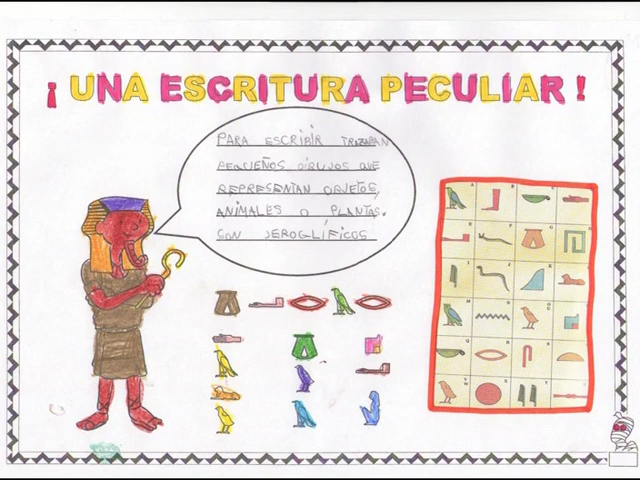 ¡ UNA ESCRITURA PECULIAR !
PARA ESCRIBIR TRAZABAN
PEQUEÑOS DIBUJOS QUE
REPRESENTAN OBJETOS,
ANIMALES O PLANTAS.
SON JEROGLÍFICOS